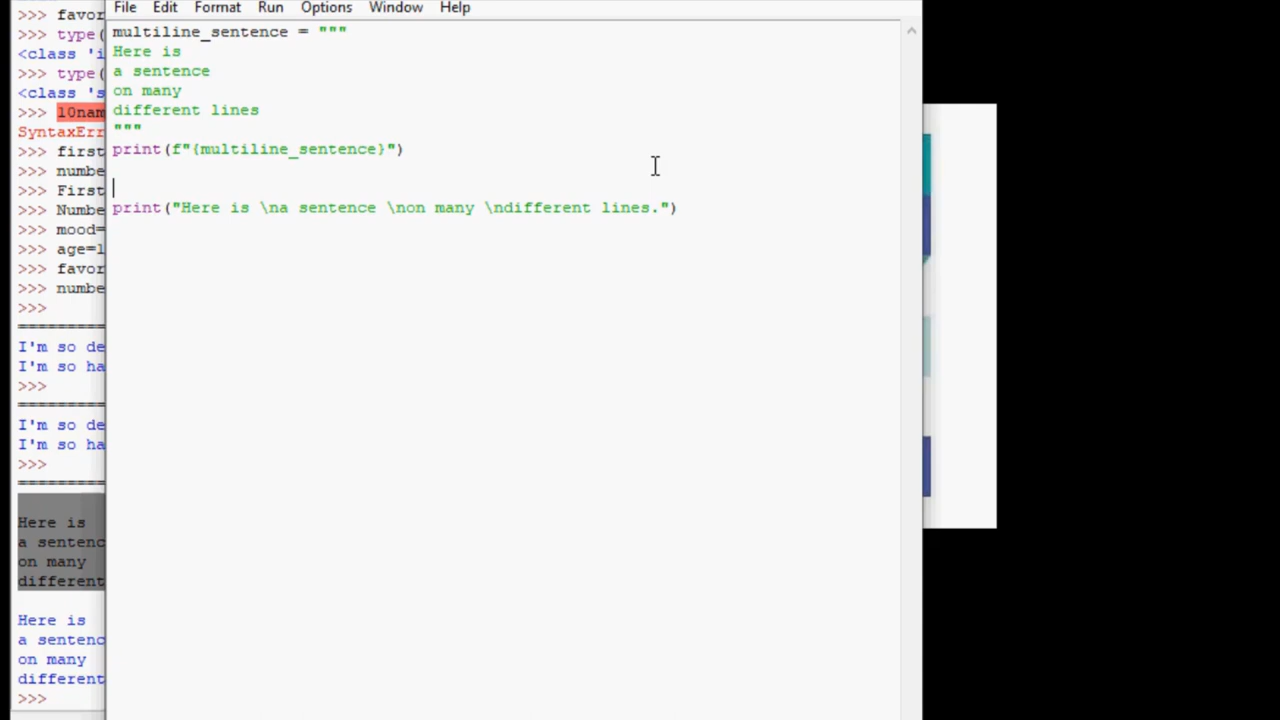 File Edit Format Run Options Window Help
multiline_sentence = """
Here is
a sentence
on many
different lines
"""
print(f"{multiline_sentence}")
print("Here is \na sentence \non many \ndifferent lines.")
>>> favor
>>> type(
<class 'i
>>> type(
<class 's
>>> 10nam
SyntaxErr
>>> first
>>> numbe
>>> First
>>> Numbe
>>> mood=
>>> age=1
>>> favor
>>> numbe
>>>
=========
I'm so de
I'm so ha
>>>
=========
I'm so de
I'm so ha
>>>
=========
Here is
a sentenc
on many
different
Here is
a sentenc
on many
different
>>>